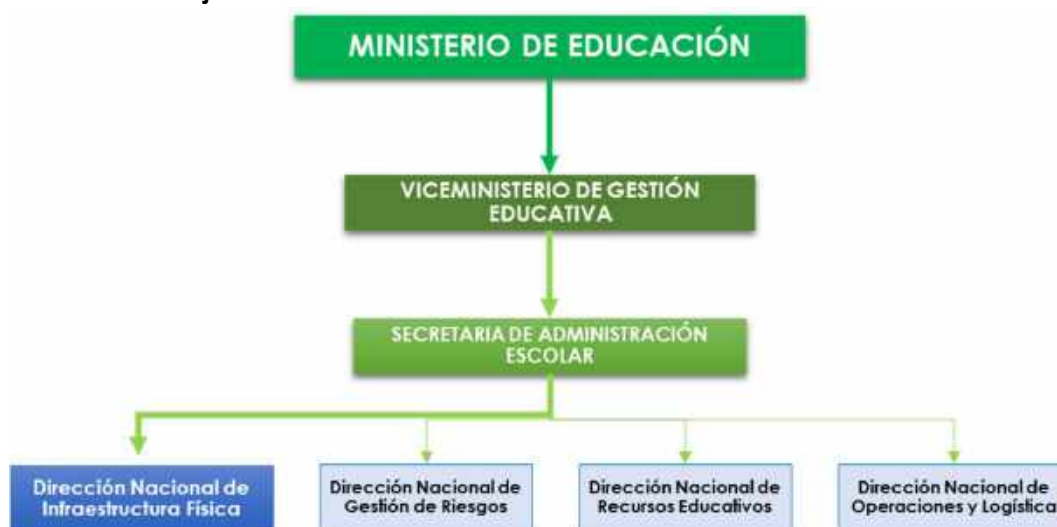 MINISTERIO DE EDUCACIÓN
VICEMINISTERIO DE GESTIÓN
EDUCATIVA
SECRETARIA DE ADMINISTRACIÓN
ESCOLAR
Dirección Nacional de
Infraestructura Física
Dirección Nacional de
Gestión de Riesgos
Dirección Nacional de
Recursos Educativos
Dirección Nacional de
Operaciones y Logística